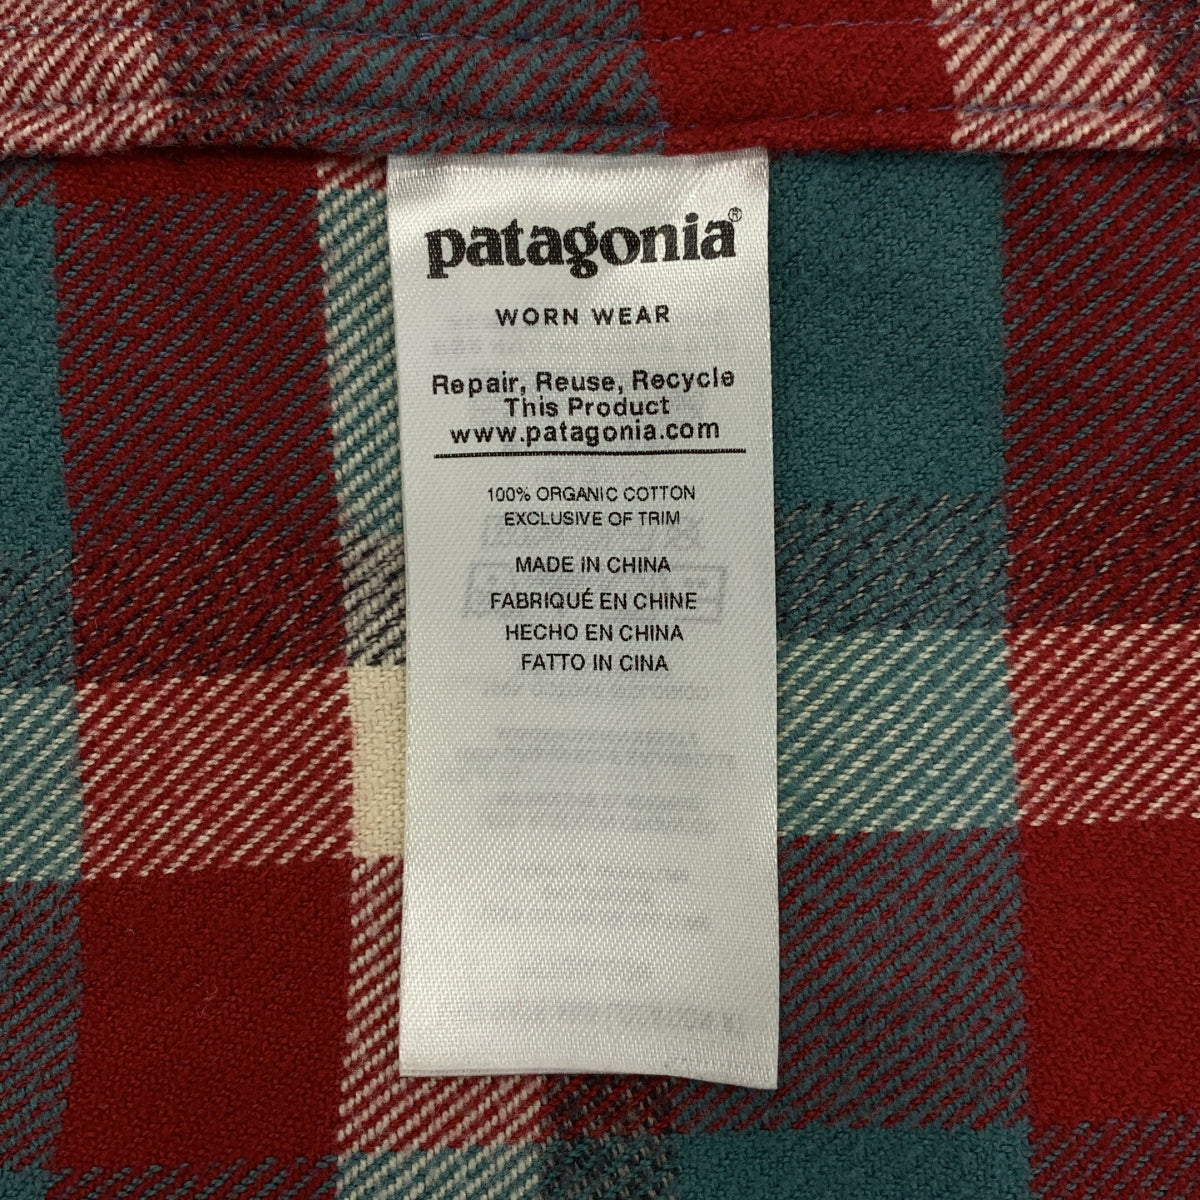 patagonia®
WORN WEAR
Repair, Reuse, Recycle
This Product
www.patagonia.com
100% ORGANIC COTTON
EXCLUSIVE OF TRIM
MADE IN CHINA
FABRIQUÉ EN CHINE
HECHO EN CHINA
FATTO IN CINA